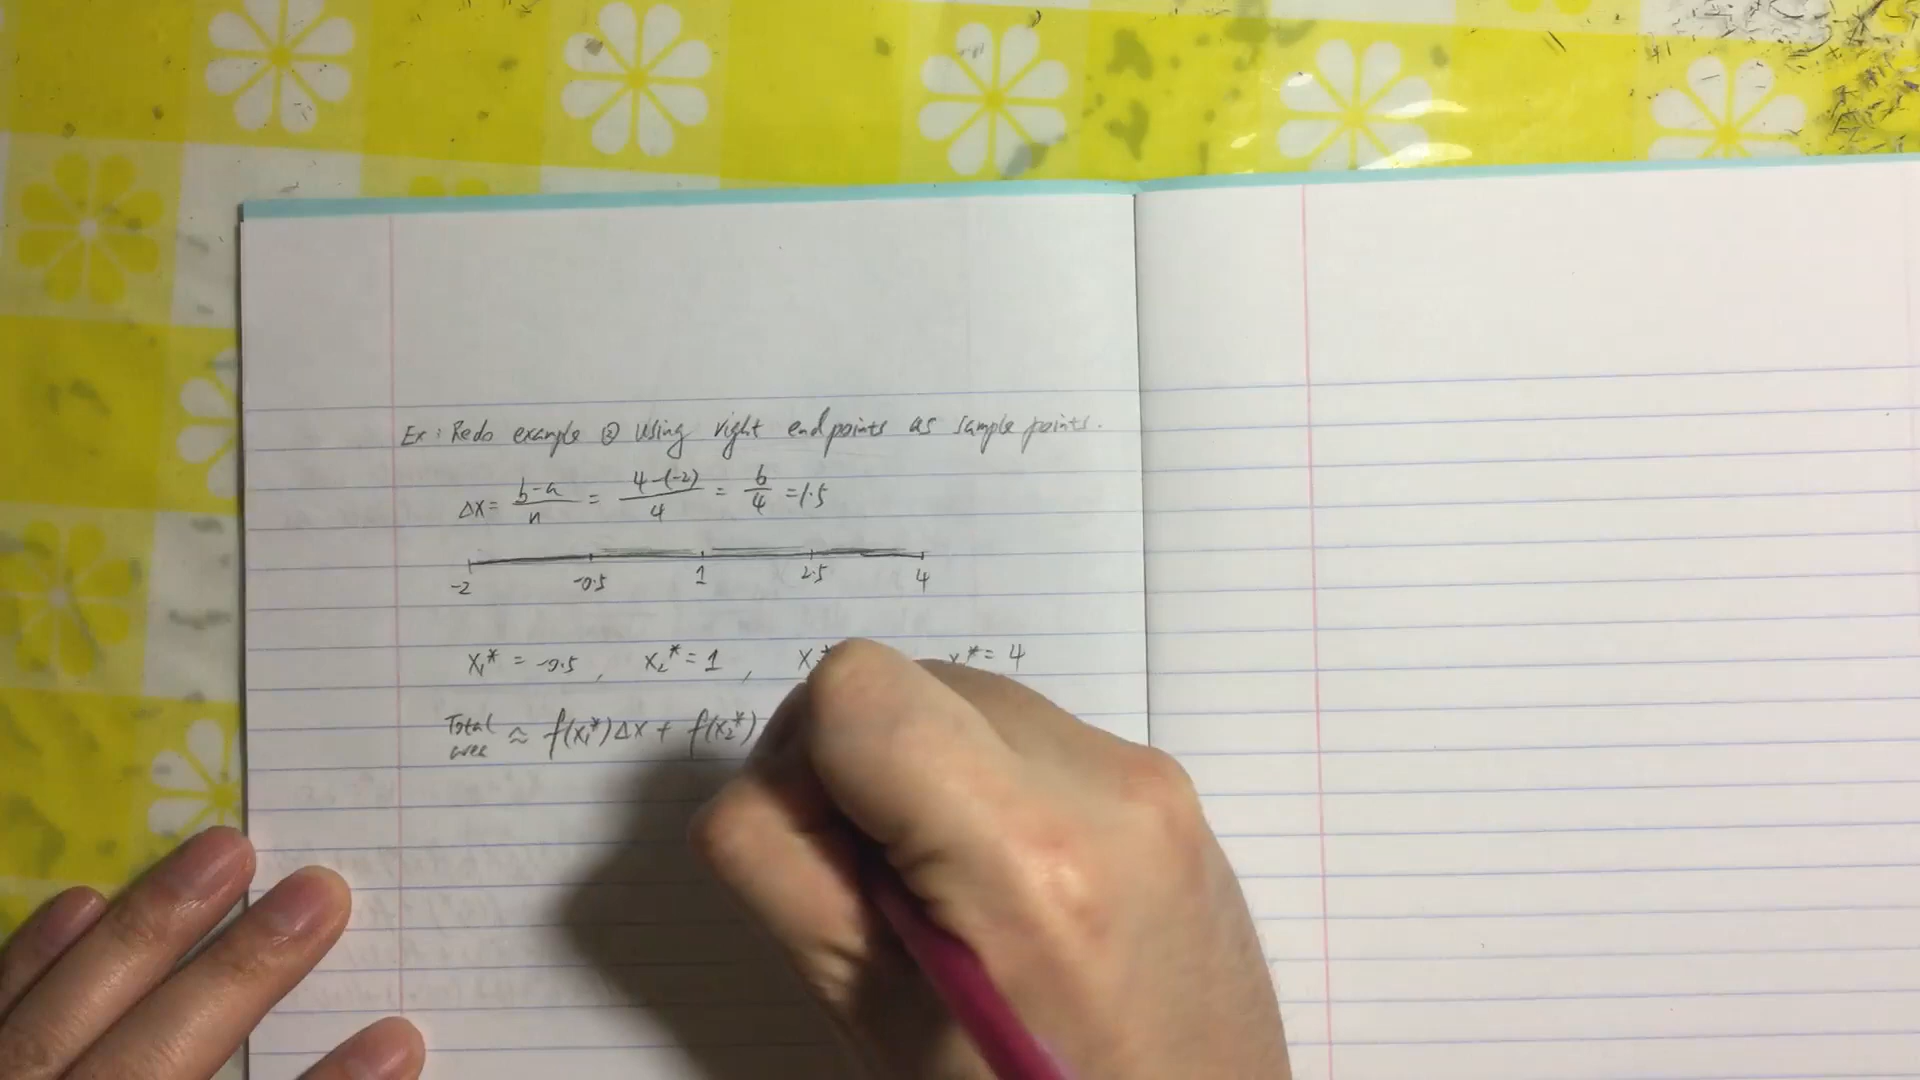 Ex: Redo example ② using right endpoints as sample points.
Δx = b-a/n = 4-(-2)/4 = 6/4 = 1.5
-2 -0.5 1 2.5 4
x₁* = -0.5, x₂* = 1, x₃* x₄* = 4
Total area ≈ f(x₁*)Δx + f(x₂*)